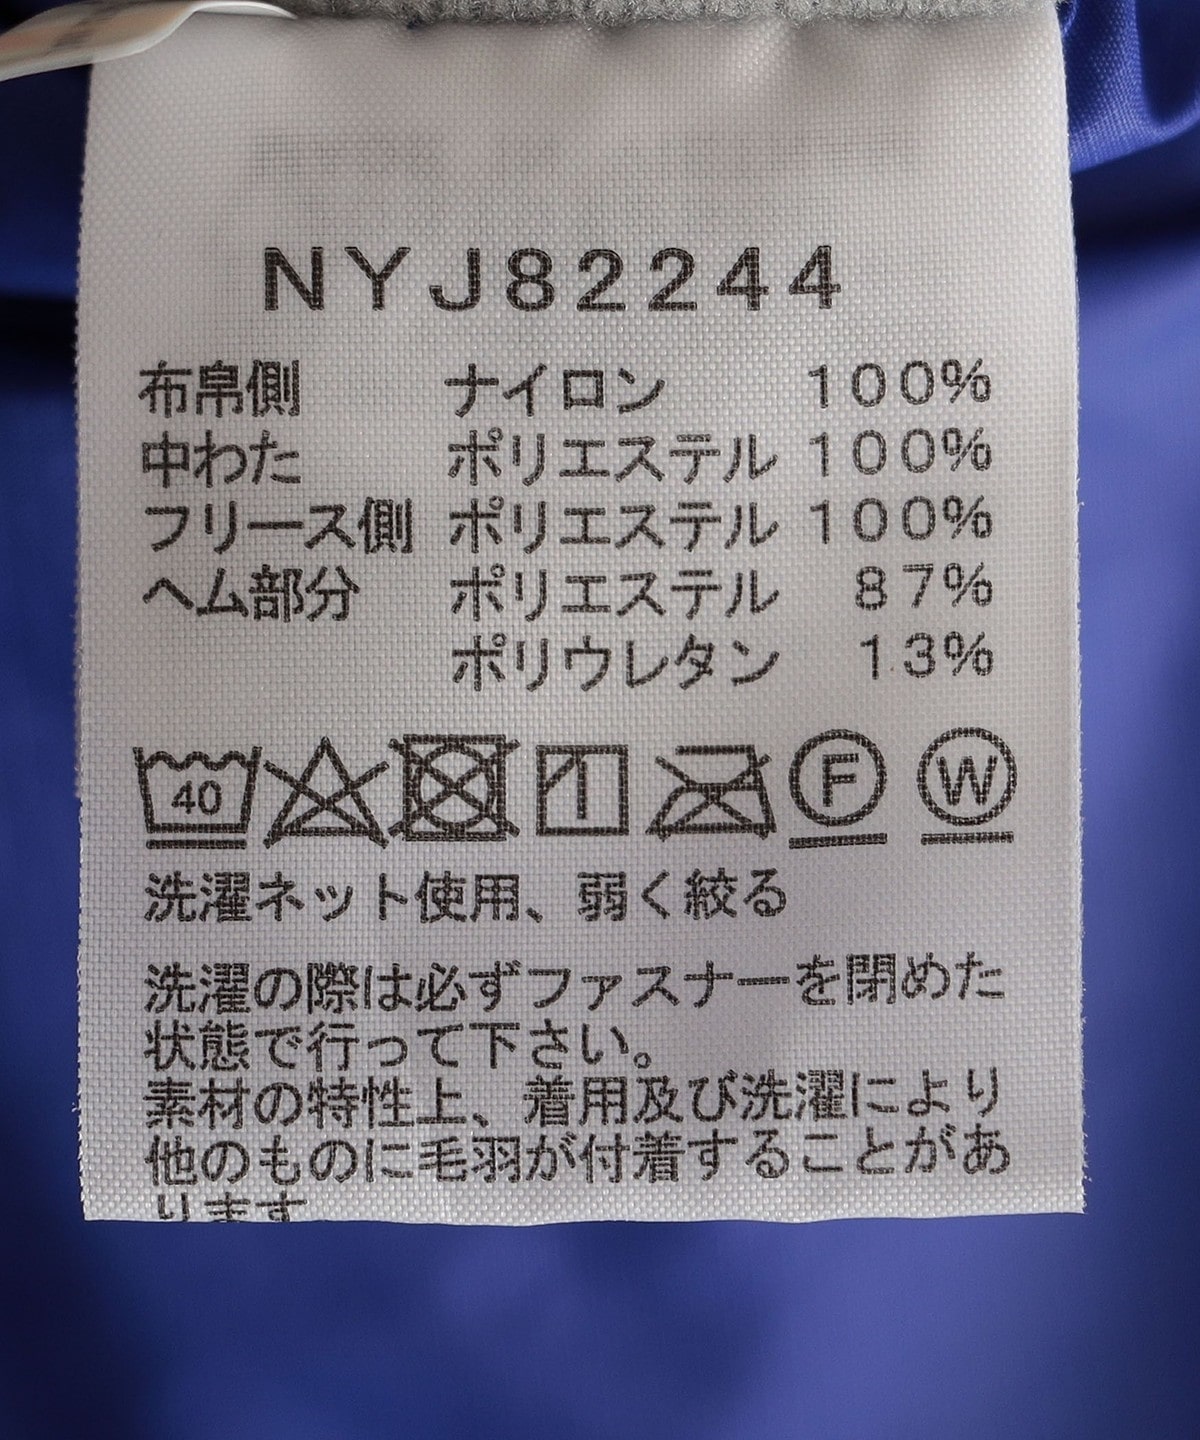 NYJ82244
布帛側 ナイロン 100%
中わた ポリエステル 100%
フリース側 ポリエステル 100%
ヘム部分 ポリエステル 87%
ポリウレタン 13%
40 F W
洗濯ネット使用、弱く絞る
洗濯の際は必ずファスナーを閉めた
状態で行って下さい。
素材の特性上、着用及び洗濯により
他のものに毛羽が付着することがあ
ります